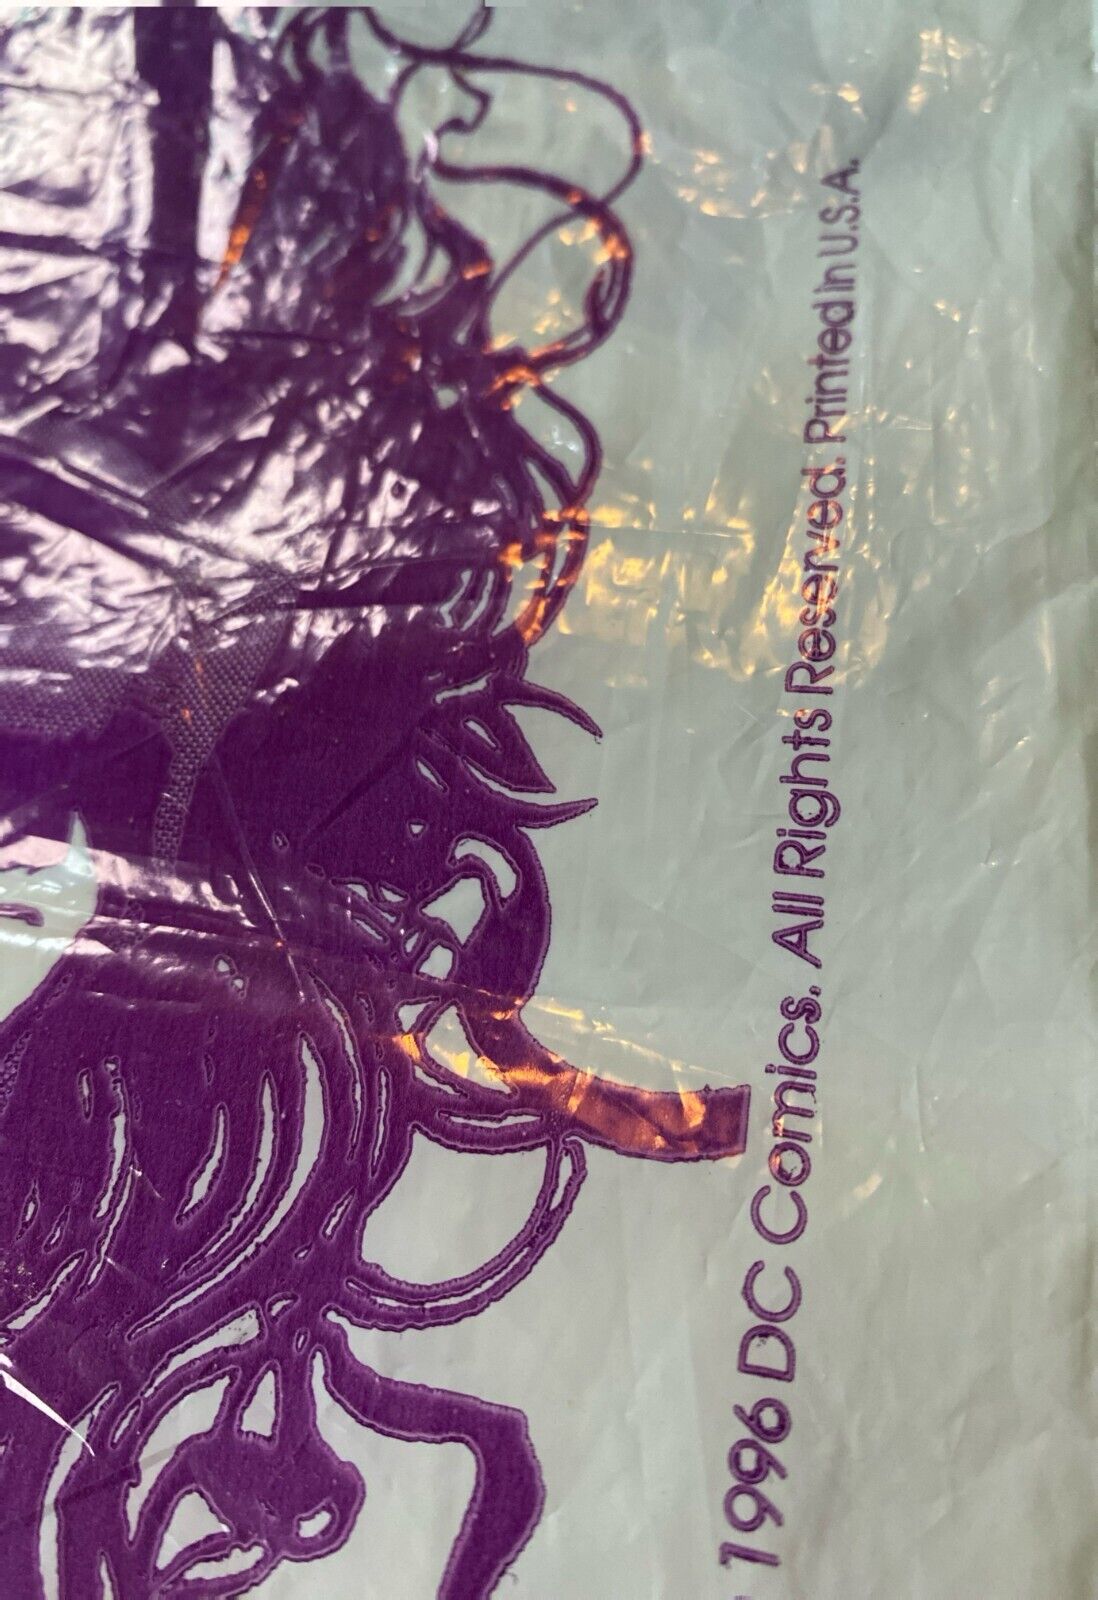 1996 DC Comics. All Rights Reserved. Printed in U.S.A.